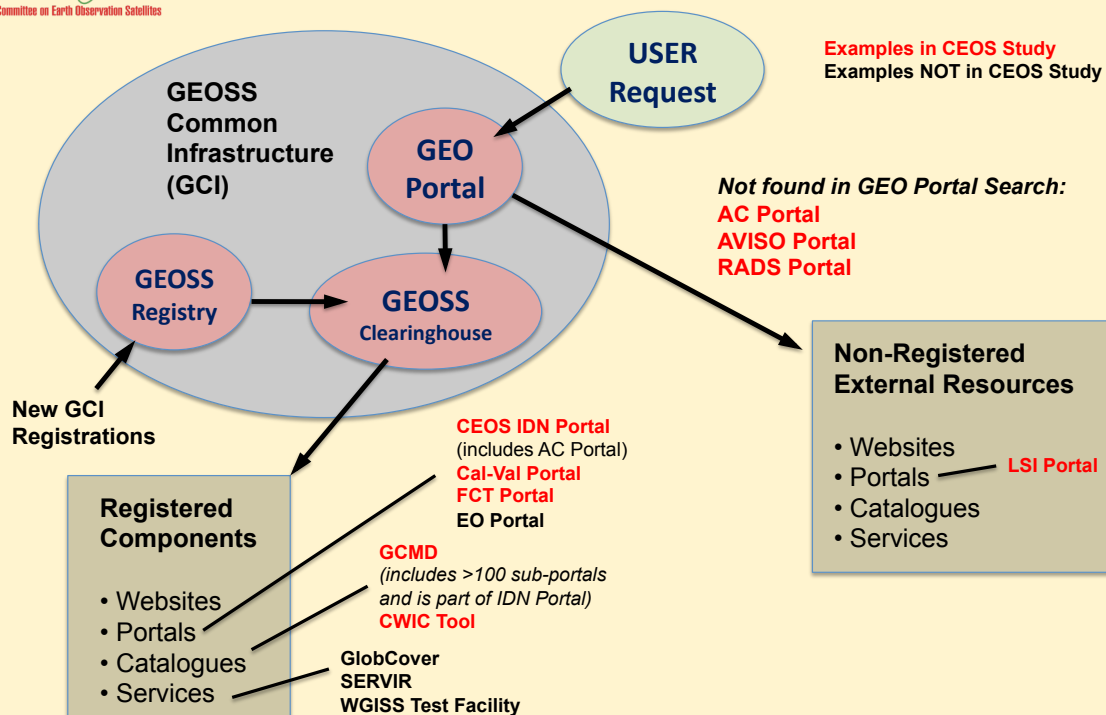 Committee on Earth Observation Satellites
USER
Request
Examples in CEOS Study
Examples NOT in CEOS Study
GEOSS
Common
Infrastructure
(GCI)
GEO
Portal
Not found in GEO Portal Search:
AC Portal
AVISO Portal
RADS Portal
GEOSS
Registry
GEOSS
Clearinghouse
New GCI
Registrations
Non-Registered
External Resources
• Websites
• Portals
• Catalogues
• Services
LSI Portal
CEOS IDN Portal
(includes AC Portal)
Cal-Val Portal
FCT Portal
EO Portal
Registered
Components
• Websites
• Portals
• Catalogues
• Services
GCMD
(includes >100 sub-portals
and is part of IDN Portal)
CWIC Tool
GlobCover
SERVIR
WGISS Test Facility